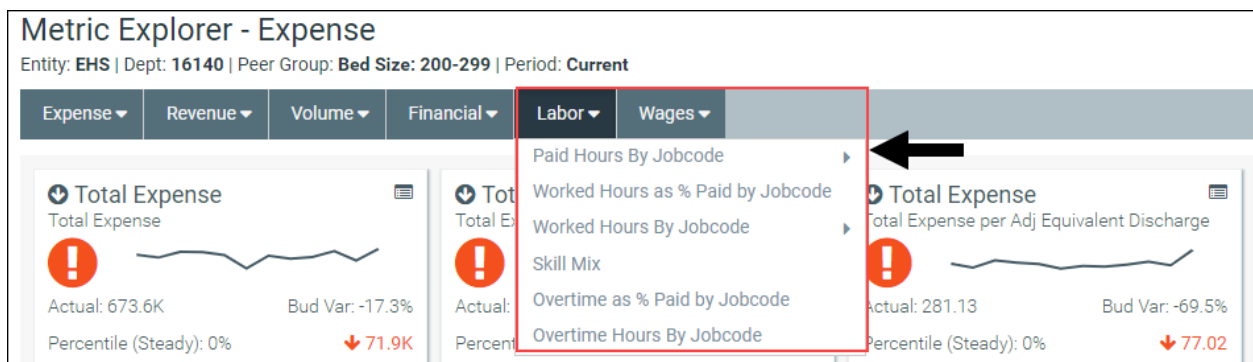 Metric Explorer - Expense
Entity: EHS | Dept: 16140 | Peer Group: Bed Size: 200-299 | Period: Current
Expense Revenue Volume Financial Labor Wages
Paid Hours By Jobcode
Worked Hours as % Paid by Jobcode
Worked Hours By Jobcode
Skill Mix
Overtime as % Paid by Jobcode
Overtime Hours By Jobcode
Total Expense
Total Expense
Actual: 673.6K Bud Var: -17.3%
Percentile (Steady): 0% 71.9K
Tot
Total Ex
Actual:
Percent
Total Expense
Total Expense per Adj Equivalent Discharge
Actual: 281.13 Bud Var: -69.5%
Percentile (Steady): 0% 77.02